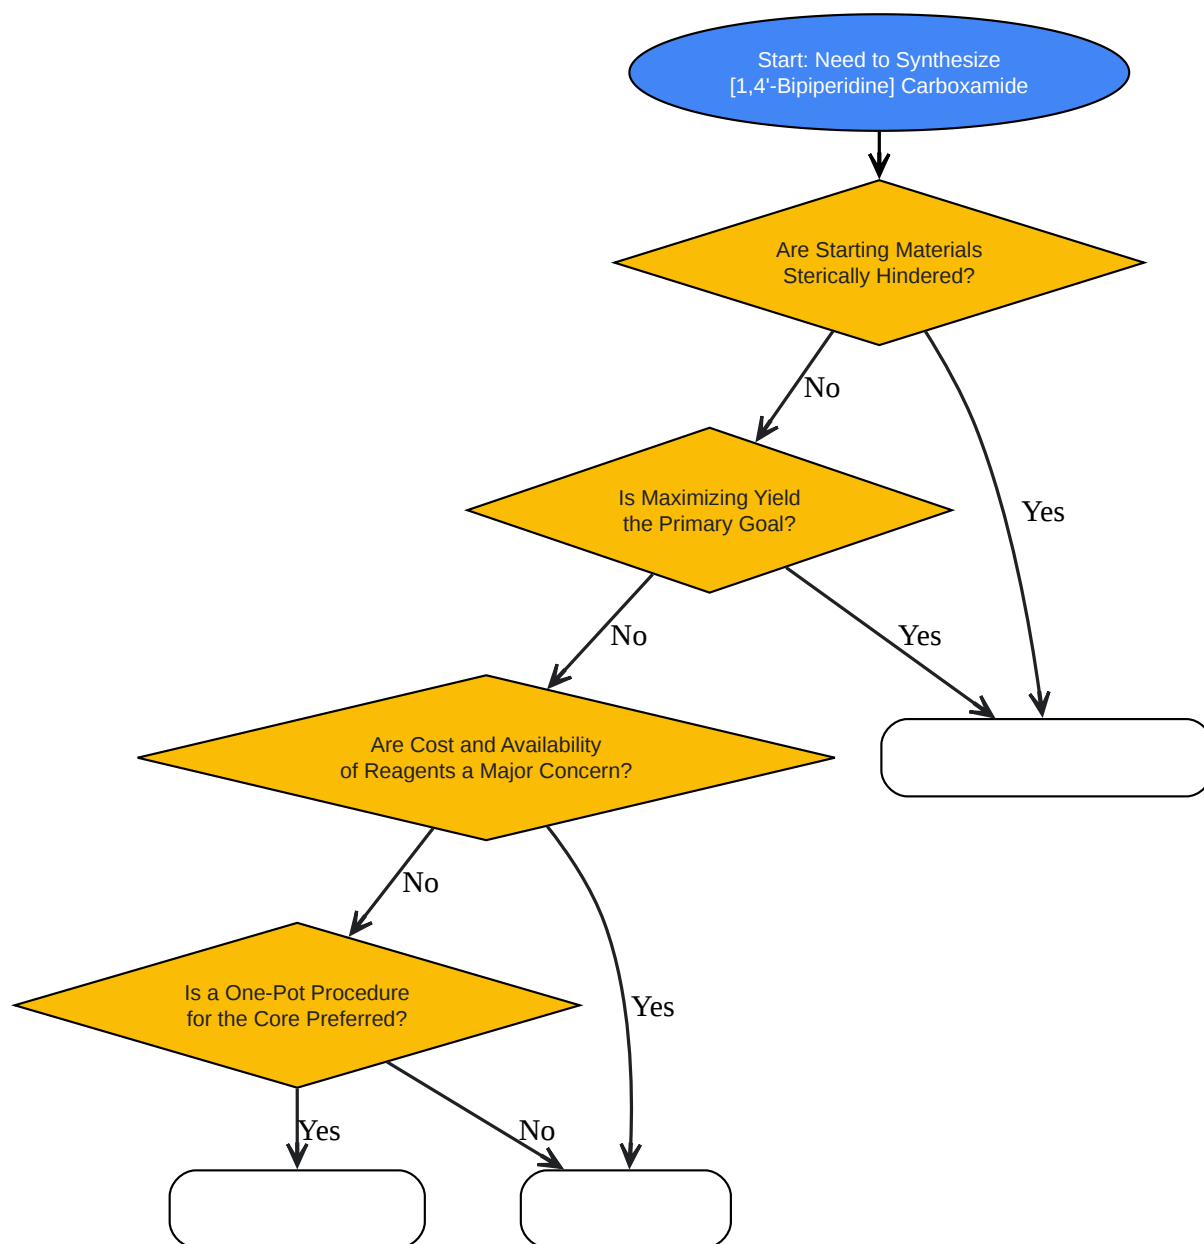 Start: Need to Synthesize
[1,4'-Bipiperidine] Carboxamide
Are Starting Materials
Sterically Hindered?
No
Yes
Is Maximizing Yield
the Primary Goal?
No
Yes
Are Cost and Availability
of Reagents a Major Concern?
No
Yes
Is a One-Pot Procedure
for the Core Preferred?
Yes
No